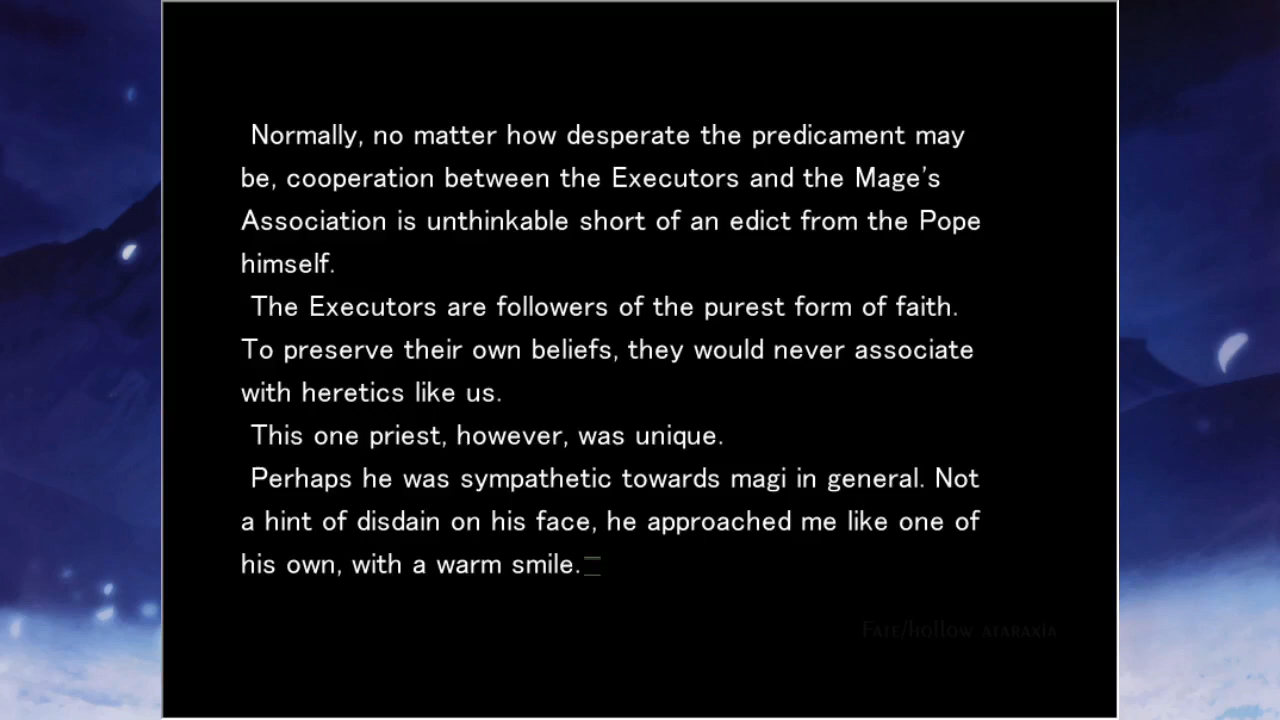 Normally, no matter how desperate the predicament may
be, cooperation between the Executors and the Mage's
Association is unthinkable short of an edict from the Pope
himself.
The Executors are followers of the purest form of faith.
To preserve their own beliefs, they would never associate
with heretics like us.
This one priest, however, was unique.
Perhaps he was sympathetic towards magi in general. Not
a hint of disdain on his face, he approached me like one of
his own, with a warm smile.
Fate/hollow ataraxia